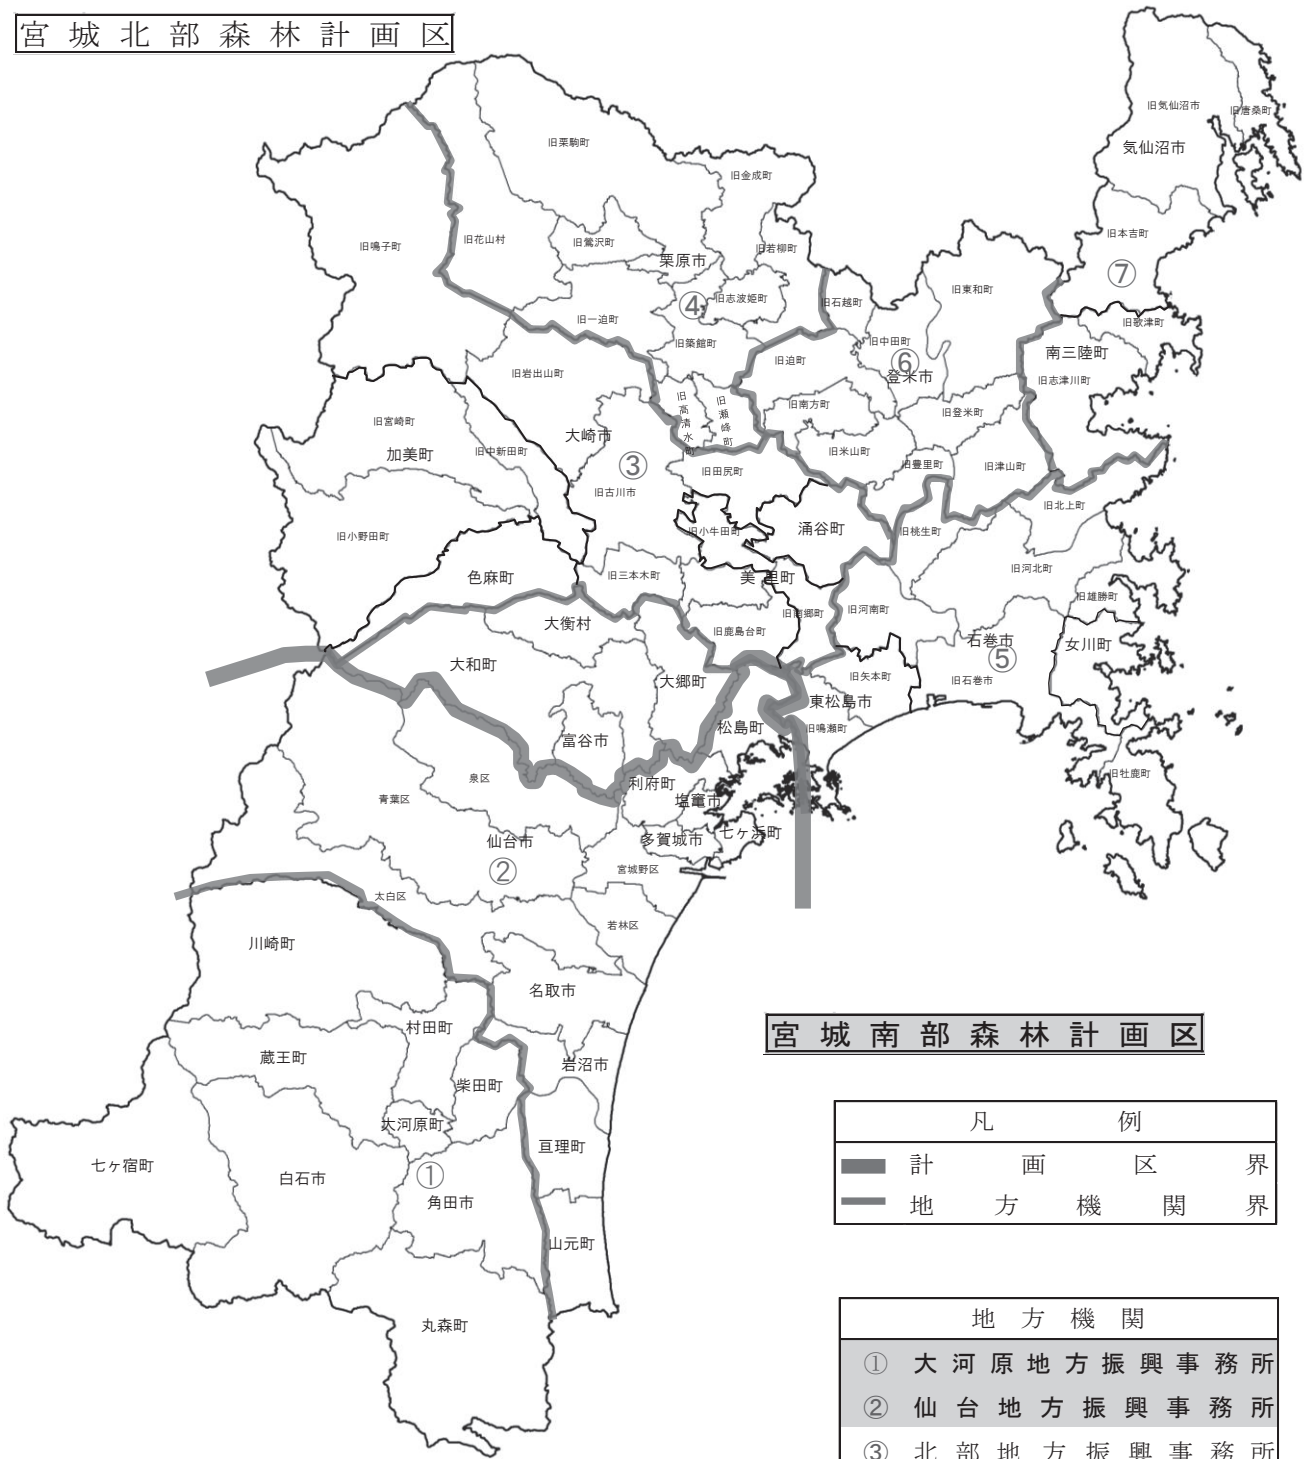 宮城北部森林計画区
旧気仙沼市
旧唐桑町
気仙沼市
旧栗駒町
旧金成町
旧鳴子町
旧花山村
旧鶯沢町
旧若柳町
旧本吉町
栗原市
⑦
④
旧志波姫町
旧石越町
旧東和町
旧一迫町
旧歌津町
旧築館町
旧中田町
旧迫町
⑥
登米市
南三陸町
旧岩出山町
旧志津川町
旧高清水町
旧瀬峰町
旧南方町
旧登米町
旧宮崎町
加美町
旧中新田町
大崎市
③
旧古川市
旧田尻町
旧米山町
旧豊里町
旧津山町
旧北上町
旧小野田町
旧小牛田町
涌谷町
旧桃生町
旧河北町
色麻町
旧三本木町
美里町
旧雄勝町
大衡村
旧鹿島台町
旧南郷町
旧河南町
石巻市
⑤
女川町
大和町
大郷町
旧矢本町
旧石巻市
東松島市
松島町
旧鳴瀬町
富谷市
泉区
利府町
旧牡鹿町
青葉区
塩竈市
仙台市
②
多賀城市
七ヶ浜町
宮城野区
太白区
若林区
川崎町
名取市
村田町
宮城南部森林計画区
蔵王町
岩沼市
柴田町
大河原町
凡例
亘理町
計画区界
七ヶ宿町
白石市
①
角田市
地方機関界
山元町
丸森町
地方機関
① 大河原地方振興事務所
② 仙台地方振興事務所
③ 北部地方振興事務所